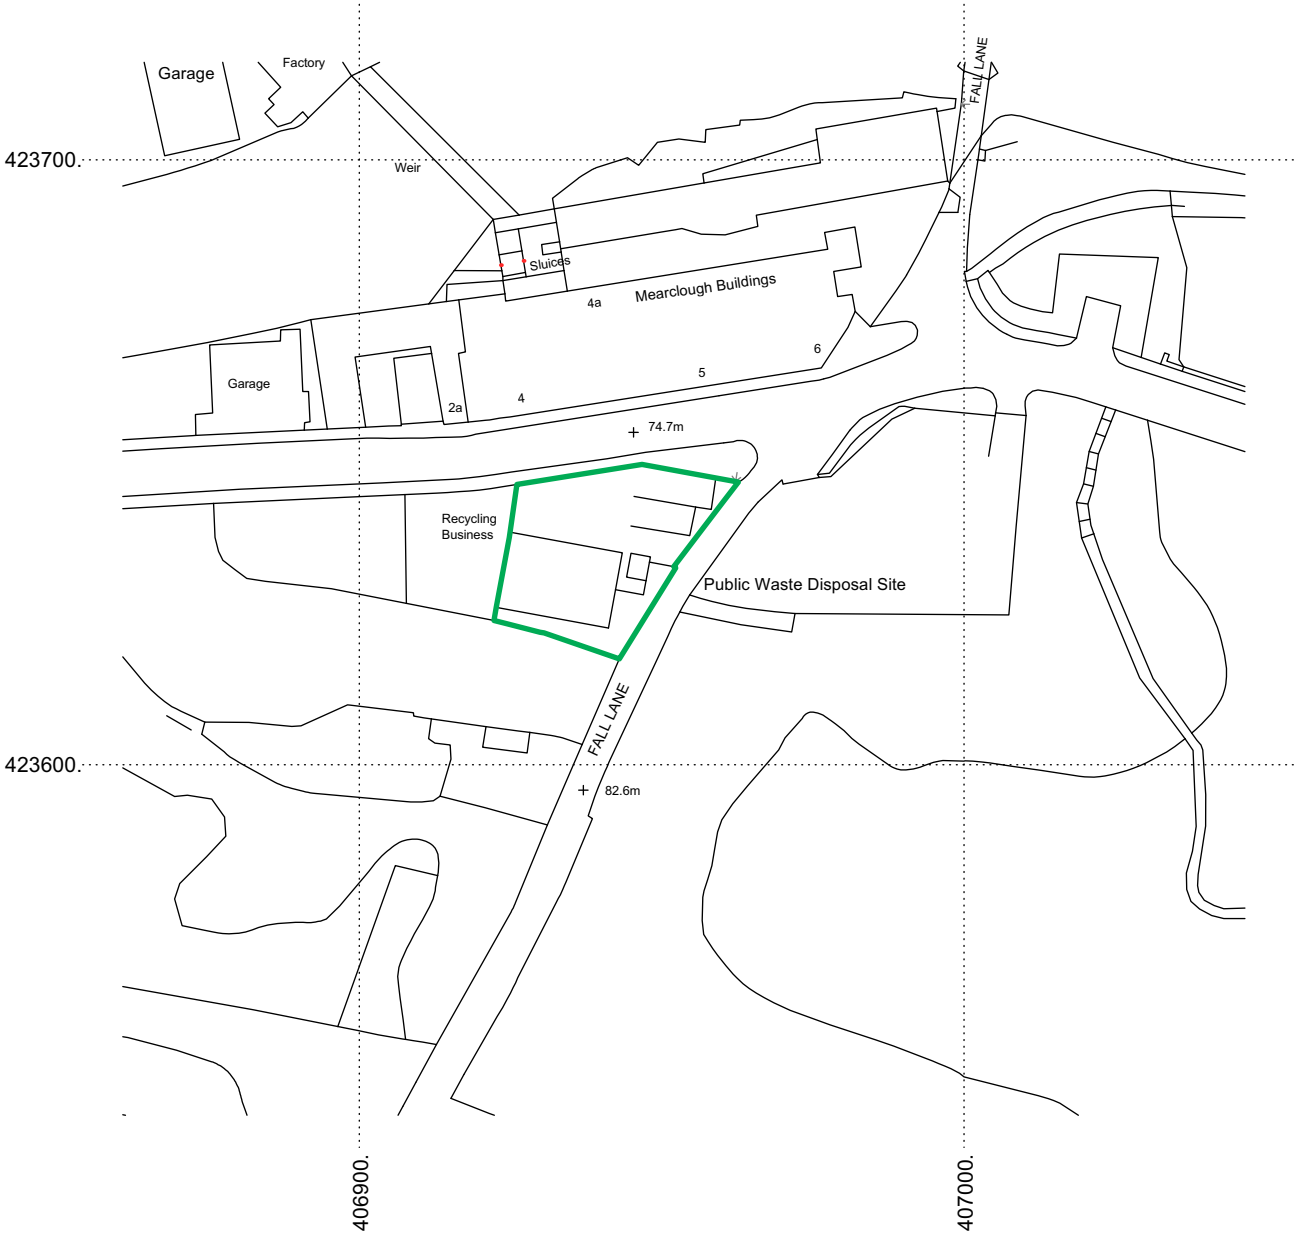 FALL LANE
Factory
Garage
423700.
Weir
Sluices
Mearclough Buildings
4a
6
5
Garage
4
2a
74.7m
Recycling
Business
Public Waste Disposal Site
FALL LANE
423600.
82.6m
406900.
407000.